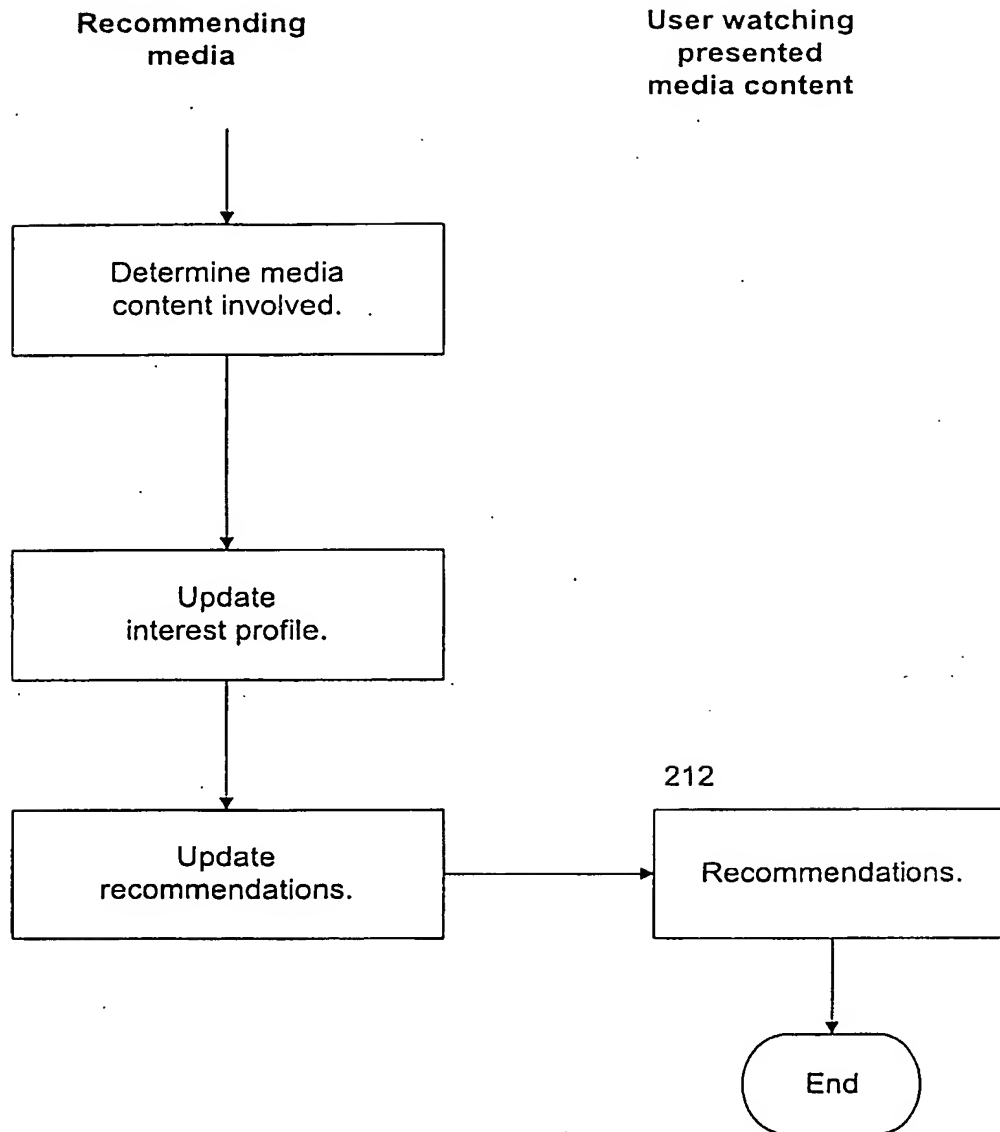 Recommending
media
User watching
presented
media content
Determine media
content involved.
Update
interest profile.
212
Update
recommendations.
Recommendations.
End